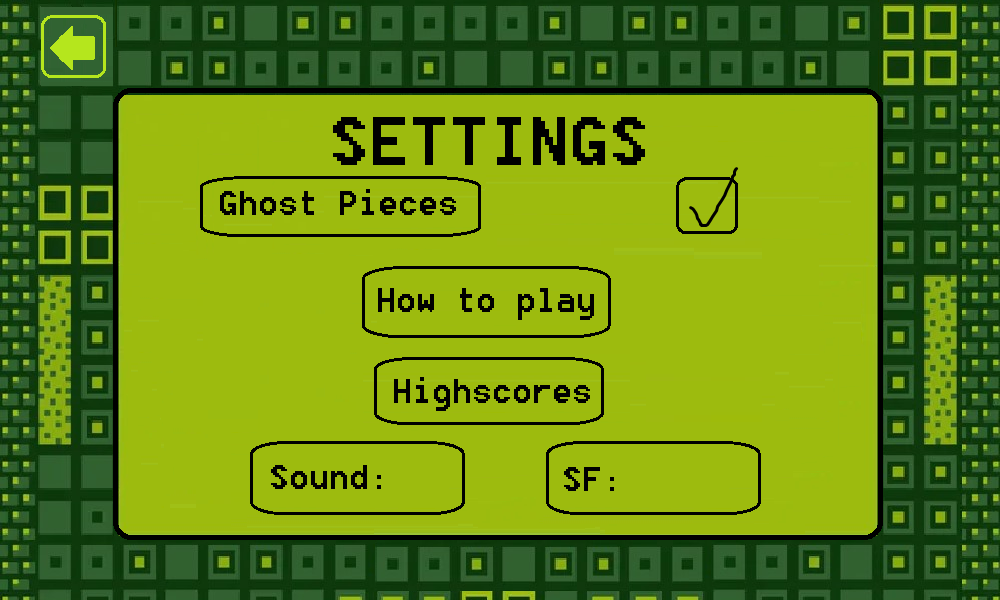 SETTINGS
Ghost Pieces
How to play
Highscores
Sound:
SF: